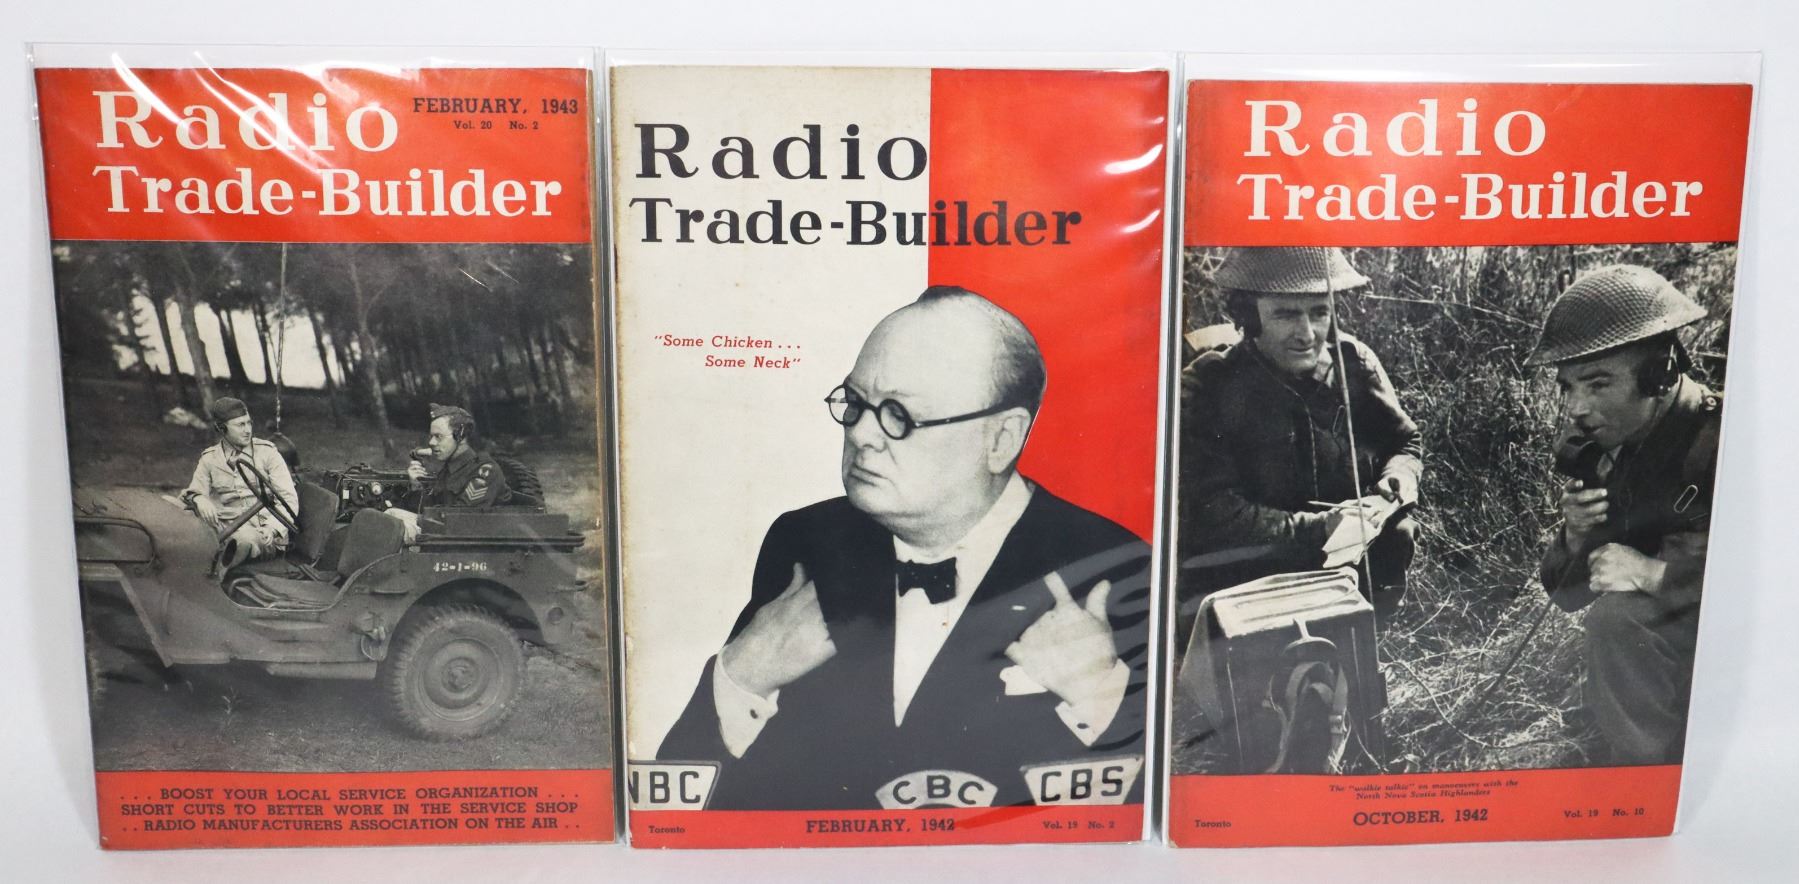 Radio
FEBRUARY, 1943
Vol. 20 No. 2
Trade-Builder
42-1-96
. . . BOOST YOUR LOCAL SERVICE ORGANIZATION . . .
SHORT CUTS TO BETTER WORK IN THE SERVICE SHOP
. . RADIO MANUFACTURERS ASSOCIATION ON THE AIR . .
Radio
Trade-Builder
"Some Chicken . . .
Some Neck"
NBC
CBC
CBS
Toronto
FEBRUARY, 1942
Vol. 19 No. 2
Radio
Trade-Builder
The "walkie talkie" on manoeuvres with the
North Nova Scotia Highlanders
Toronto
OCTOBER, 1942
Vol. 19 No. 10